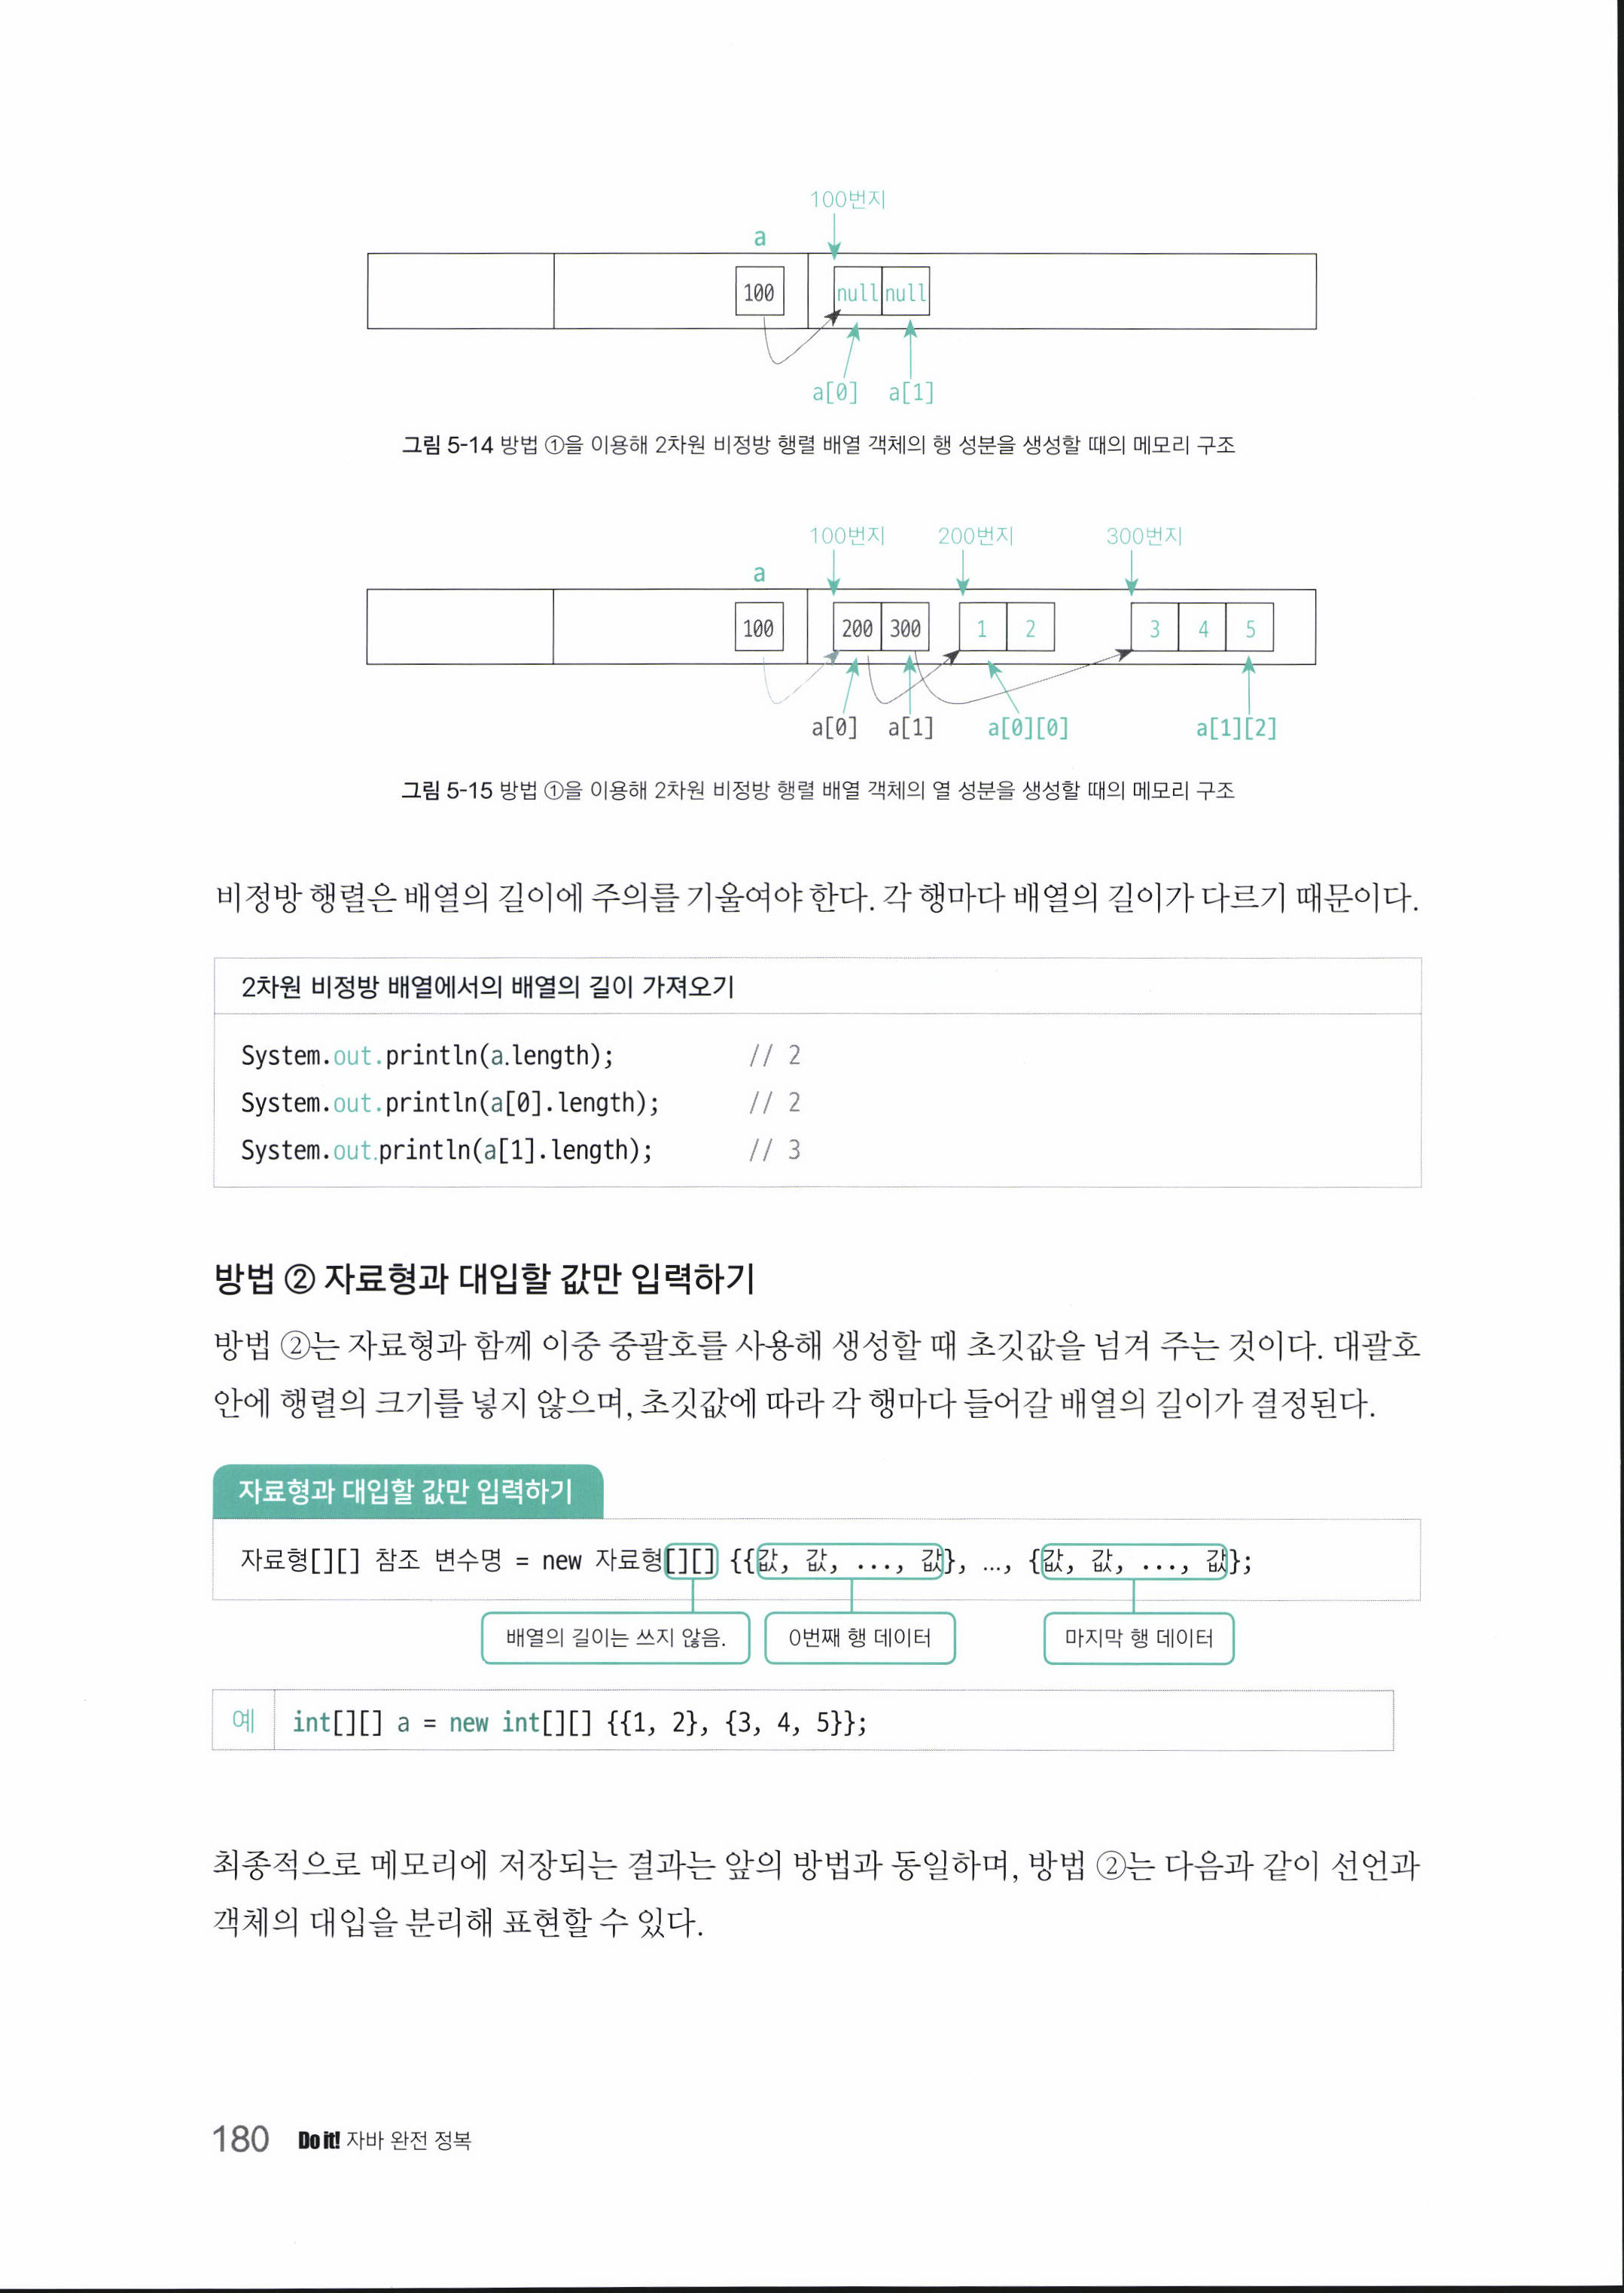 100번지
a
100 null null
a[0] a[1]
그림 5-14 방법 ①을 이용해 2차원 비정방 행렬 배열 객체의 행 성분을 생성할 때의 메모리 구조
100번지 200번지 300번지
a
100 200 300 1 2 3 4 5
a[0] a[1] a[0][0] a[1][2]
그림 5-15 방법 ①을 이용해 2차원 비정방 행렬 배열 객체의 열 성분을 생성할 때의 메모리 구조
비정방 행렬은 배열의 길이에 주의를 기울여야 한다. 각 행마다 배열의 길이가 다르기 때문이다.
2차원 비정방 배열에서의 배열의 길이 가져오기
System.out.println(a.length); // 2
System.out.println(a[0].length); // 2
System.out.println(a[1].length); // 3
방법 ② 자료형과 대입할 값만 입력하기
방법 ②는 자료형과 함께 이중 중괄호를 사용해 생성할 때 초깃값을 넘겨 주는 것이다. 대괄호
안에 행렬의 크기를 넣지 않으며, 초깃값에 따라 각 행마다 들어갈 배열의 길이가 결정된다.
자료형과 대입할 값만 입력하기
자료형[][] 참조 변수명 = new 자료형[][] {{값, 값, ..., 값}, ..., {값, 값, ..., 값};
배열의 길이는 쓰지 않음. 0번째 행 데이터 마지막 행 데이터
예 int[][] a = new int[][] {{1, 2}, {3, 4, 5}};
최종적으로 메모리에 저장되는 결과는 앞의 방법과 동일하며, 방법 ②는 다음과 같이 선언과
객체의 대입을 분리해 표현할 수 있다.
180 Do it! 자바 완전 정복